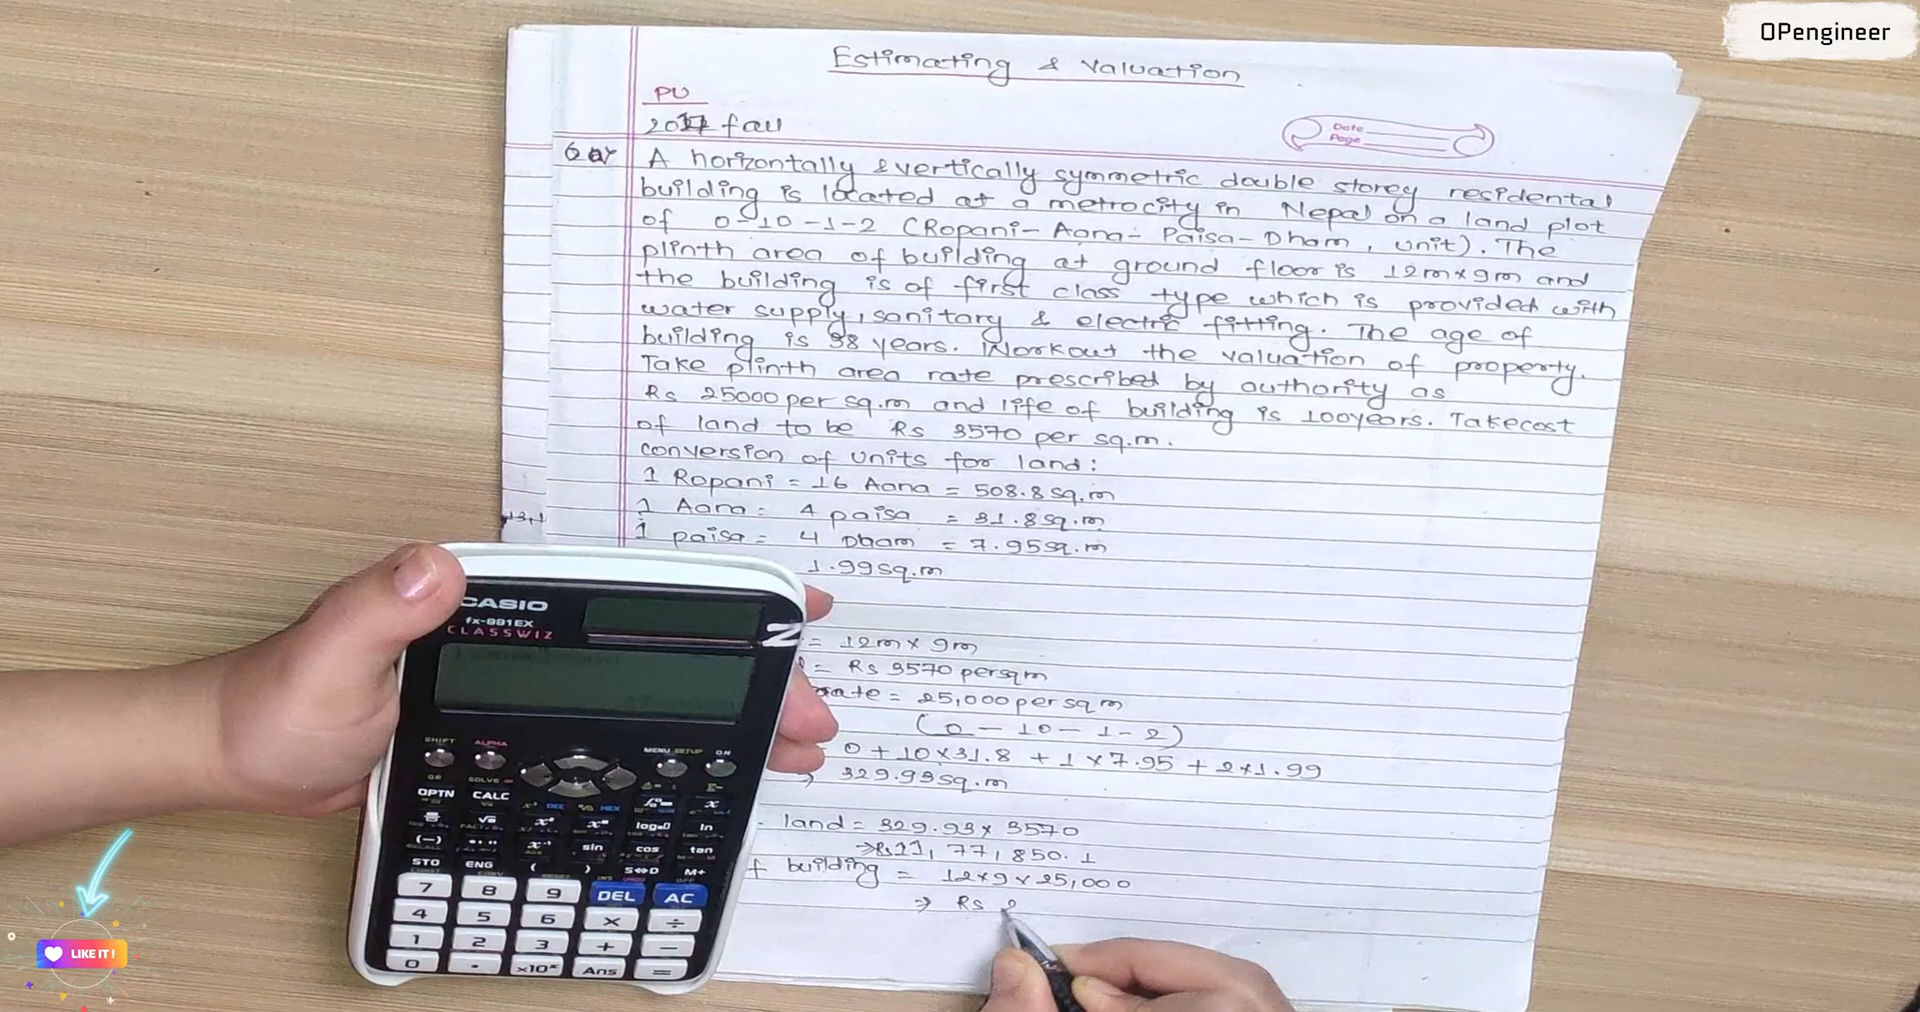 OPengineer
Estimating & Valuation
PU
2017 fall
Date
Page
A horizontally & vertically symmetric double storey residental
building is located at a metrocity in Nepal on a land plot
of 0-10-1-2 (Ropani- Aana- Paisa- Dham, unit). The
plinth area of building at ground floor is 12m×9m and
the building is of first class type which is provided with
water supply, sanitary & electric fitting. The age of
building is 38 years. Workout the valuation of property.
Take plinth area rate prescribed by authority as
Rs 25000 per sq.m and life of building is 100years. Take cost
of land to be Rs 3570 per sq.m.
conversion of units for land:
1 Ropani = 16 Aana = 508.8 sq.m
1 Aana = 4 paisa = 31.8 sq.m
1 paisa = 4 Dham = 7.95 sq.m
1.99 sq.m
= 12m × 9m
= Rs 3570 per sqm
rate = 25,000 per sqm
(0 - 10 - 1 - 2)
0 + 10×31.8 + 1×7.95 + 2×1.99
329.93 sq.m
land = 329.93 × 3570
⇒ Rs 11,77,850.1
f building = 12×9×25,000
⇒ Rs
CASIO
fx-991EX
CLASSWIZ
SHIFT ALPHA MENU SETUP ON
OPTN CALC
sin cos tan
STO ENG ( ) S⇔D M+
7 8 9 DEL AC
4 5 6 × ÷
1 2 3 + −
0 . ×10ˣ Ans =
LIKE IT !